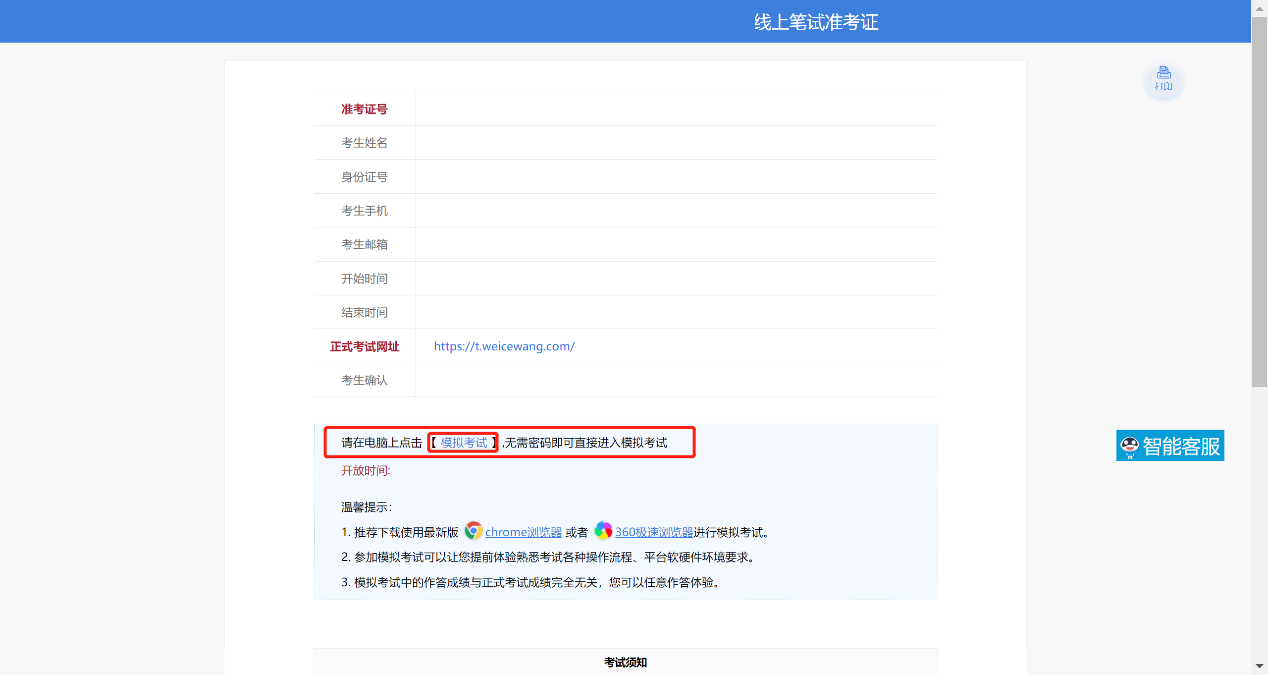 线上笔试准考证
准考证号
考生姓名
身份证号
考生手机
考生邮箱
开始时间
结束时间
正式考试网址 https://t.weicewang.com/
考生确认
请在电脑上点击 【 模拟考试 】,无需密码即可直接进入模拟考试
开放时间:
智能客服
温馨提示：
1. 推荐下载使用最新版 chrome浏览器 或者 360极速浏览器进行模拟考试。
2. 参加模拟考试可以让您提前体验熟悉考试各种操作流程、平台软硬件环境要求。
3. 模拟考试中的作答成绩与正式考试成绩完全无关，您可以任意作答体验。
考试须知